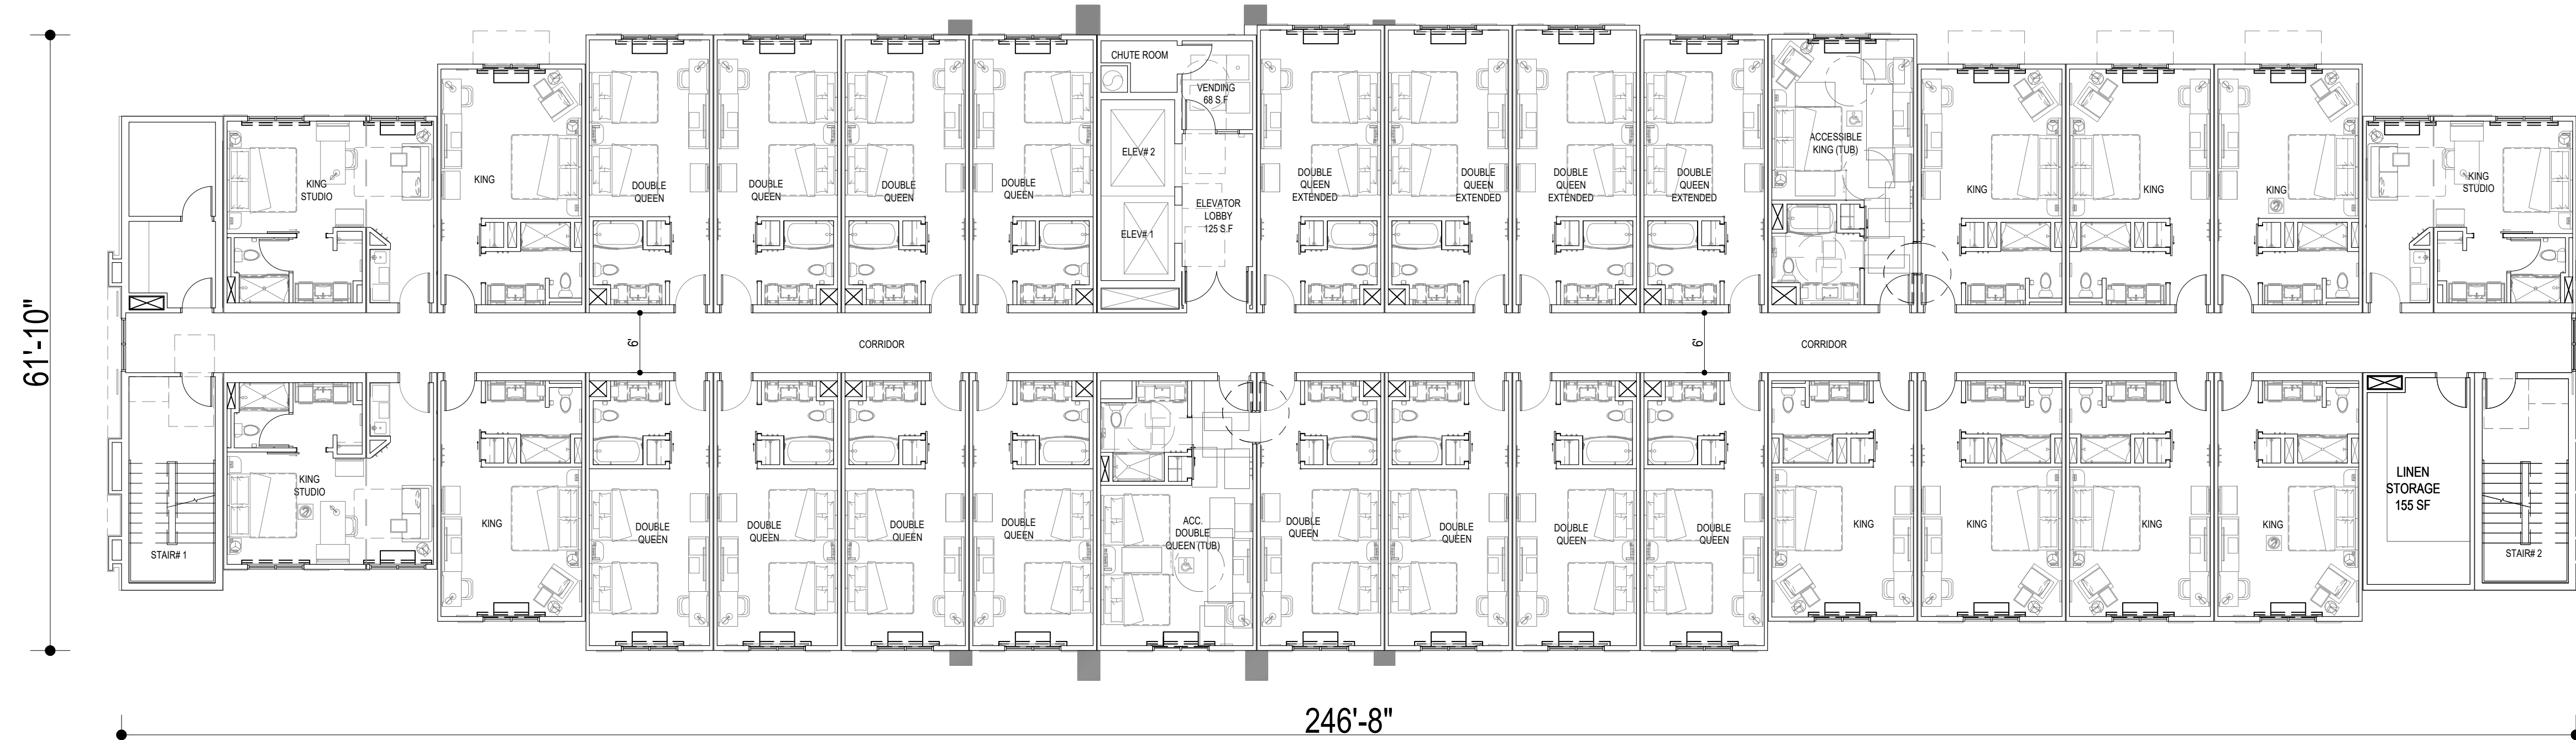 61'-10"
CHUTE ROOM
VENDING
68 S.F
ELEV# 2
ELEV# 1
ELEVATOR
LOBBY
125 S.F
KING
STUDIO
KING
DOUBLE
QUEEN
DOUBLE
QUEEN
DOUBLE
QUEEN
DOUBLE
QUEEN
DOUBLE
QUEEN
EXTENDED
DOUBLE
QUEEN
EXTENDED
DOUBLE
QUEEN
EXTENDED
DOUBLE
QUEEN
EXTENDED
ACCESSIBLE
KING (TUB)
KING
KING
KING
KING
STUDIO
6'
CORRIDOR
6'
CORRIDOR
STAIR# 1
KING
STUDIO
KING
DOUBLE
QUEEN
DOUBLE
QUEEN
DOUBLE
QUEEN
DOUBLE
QUEEN
ACC.
DOUBLE
QUEEN (TUB)
DOUBLE
QUEEN
DOUBLE
QUEEN
DOUBLE
QUEEN
DOUBLE
QUEEN
KING
KING
KING
KING
LINEN
STORAGE
155 SF
STAIR# 2
246'-8"